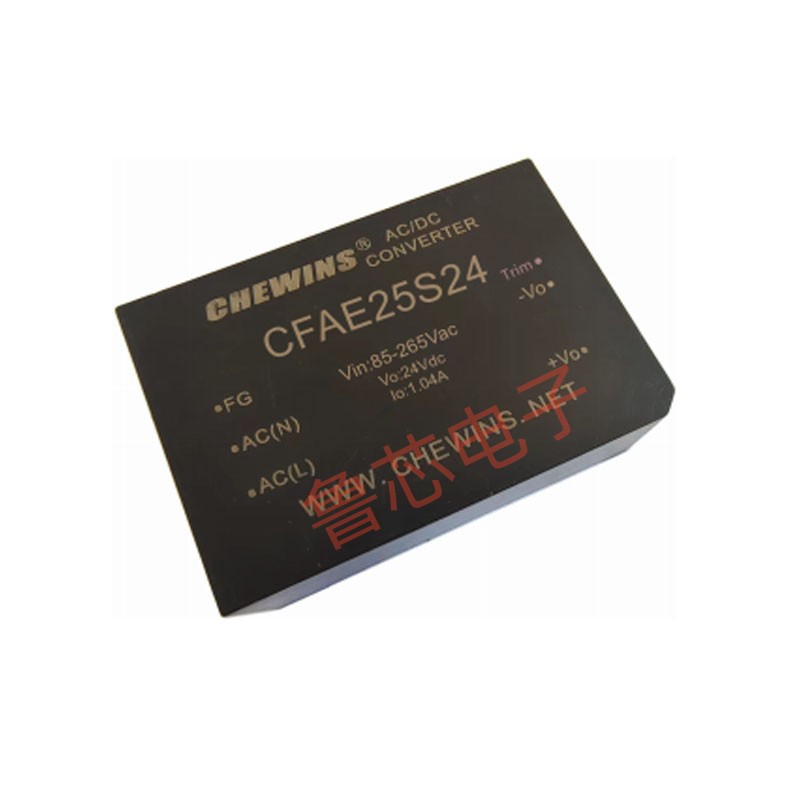 CHEWINS® AC/DC
CONVERTER
CFAE25S24
Trim•
-Vo•
Vin:85-265Vac
Vo:24Vdc
Io:1.04A
+Vo•
•FG
•AC(N)
•AC(L)
WWW.CHEWINS.NET
鲁芯电子